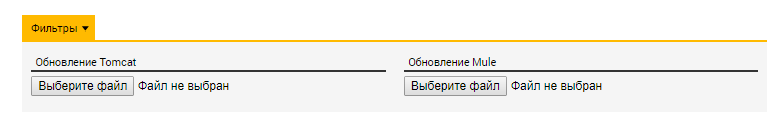 Фильтры
Обновление Tomcat
Обновление Mule
Выберите файл Файл не выбран
Выберите файл Файл не выбран